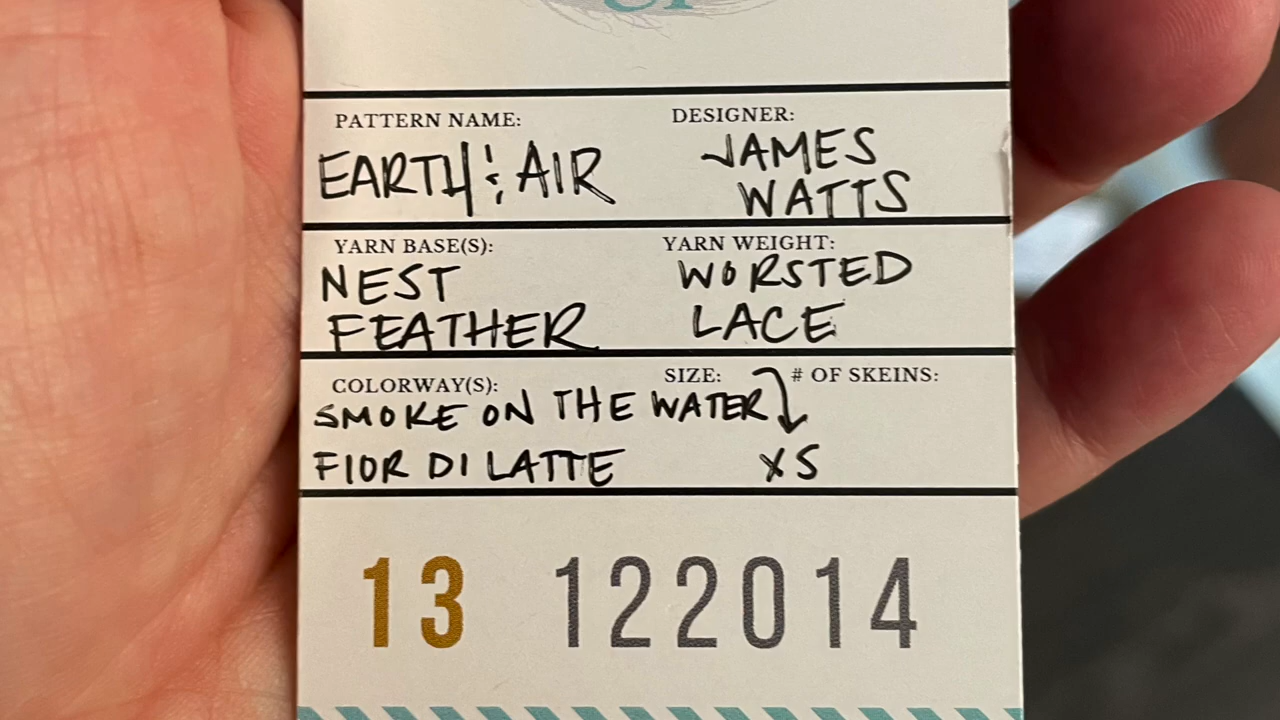 PATTERN NAME: DESIGNER:
EARTH & AIR JAMES
WATTS
YARN BASE(S): YARN WEIGHT:
NEST WORSTED
FEATHER LACE
COLORWAY(S): SIZE: # OF SKEINS:
SMOKE ON THE WATER
FIOR DI LATTE XS
13 122014